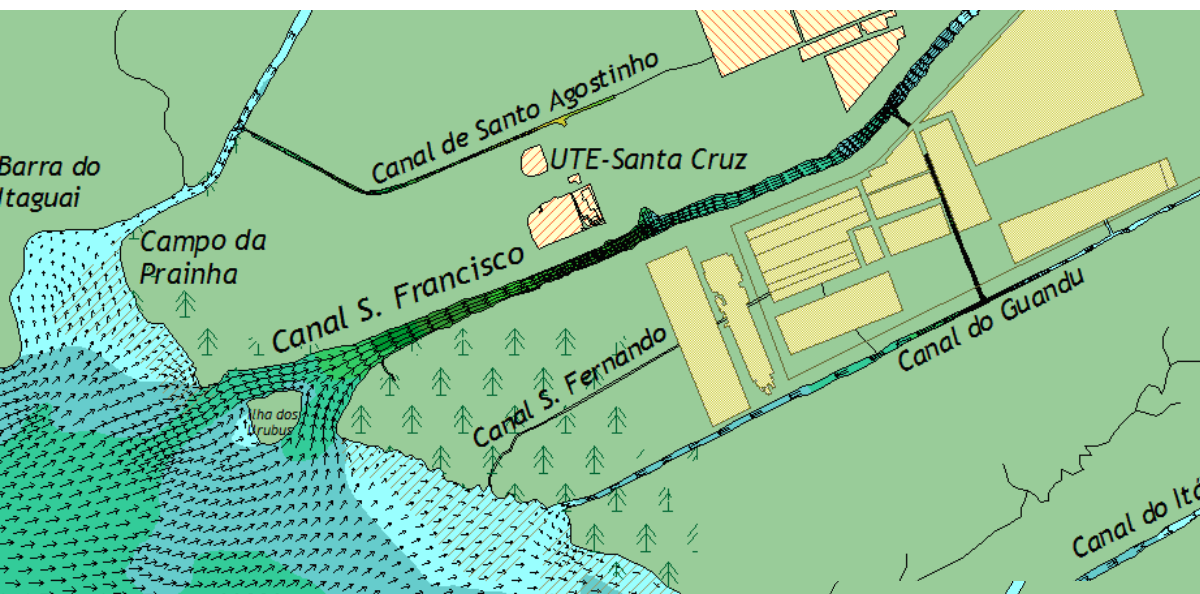 Canal de Santo Agostinho
UTE-Santa Cruz
Barra do
Itaguai
Campo da
Prainha
Canal S. Francisco
Canal S. Fernando
Canal do Guandu
Ilha dos
Urubus
Canal do Itá